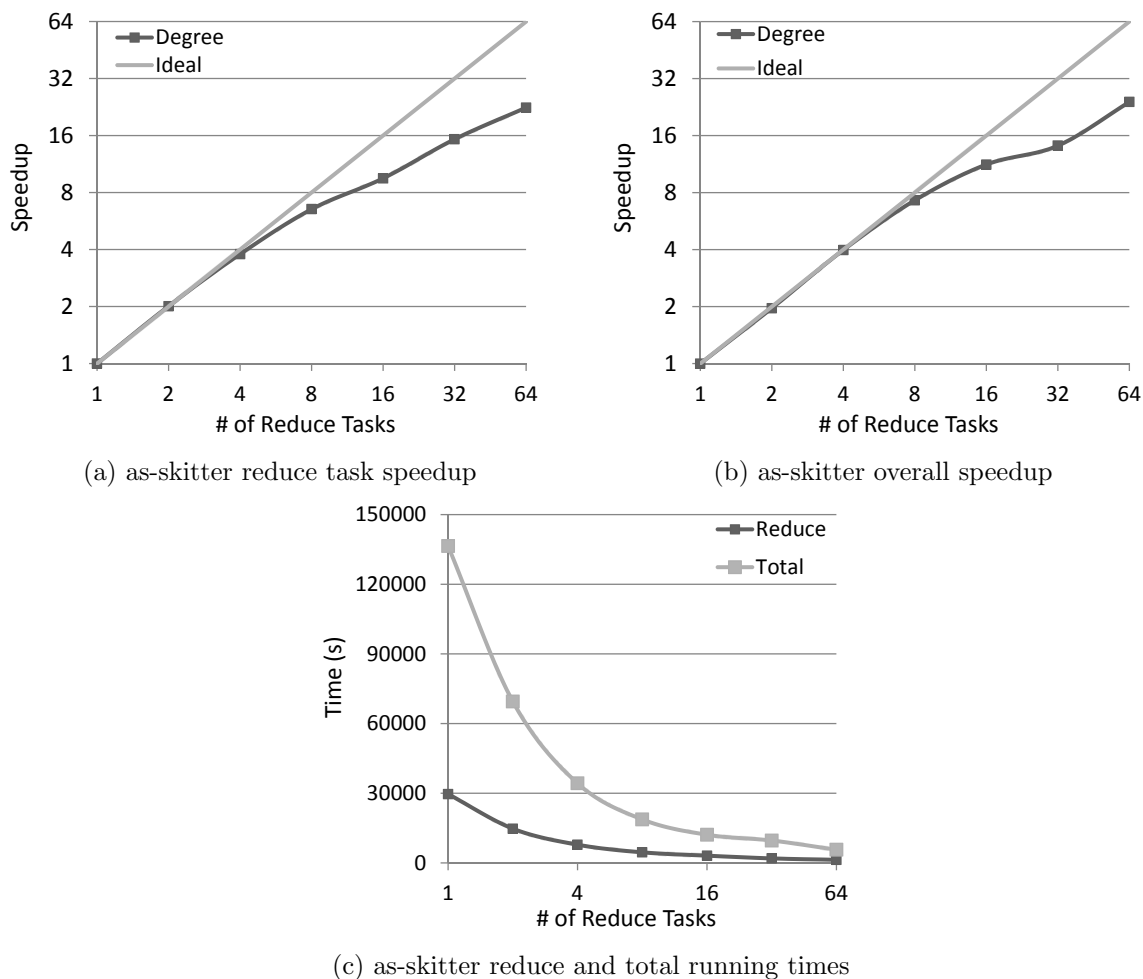 64
32
16
8
4
2
1
Speedup
Degree
Ideal
1 2 4 8 16 32 64
# of Reduce Tasks
(a) as-skitter reduce task speedup
64
32
16
8
4
2
1
Speedup
Degree
Ideal
1 2 4 8 16 32 64
# of Reduce Tasks
(b) as-skitter overall speedup
150000
120000
90000
60000
30000
0
Time (s)
Reduce
Total
1 4 16 64
# of Reduce Tasks
(c) as-skitter reduce and total running times